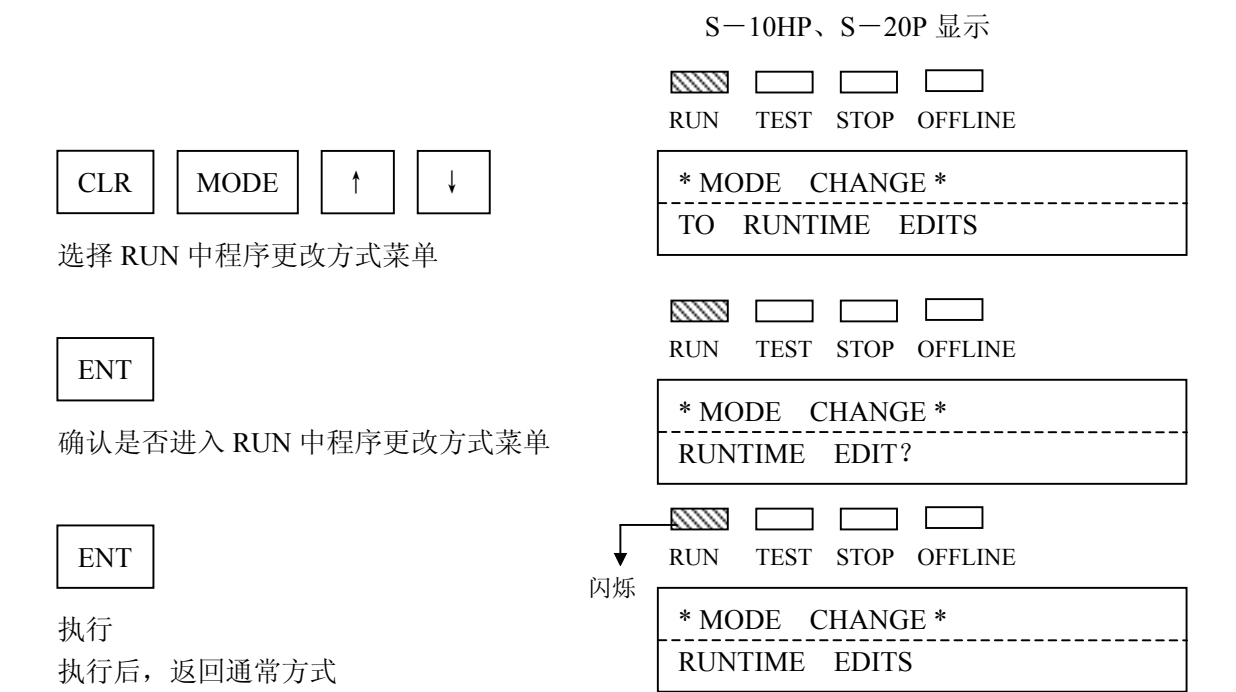 S－10HP、S－20P 显示
RUN TEST STOP OFFLINE
CLR MODE ↑ ↓
* MODE CHANGE *
TO RUNTIME EDITS
选择 RUN 中程序更改方式菜单
RUN TEST STOP OFFLINE
ENT
* MODE CHANGE *
RUNTIME EDIT？
确认是否进入 RUN 中程序更改方式菜单
RUN TEST STOP OFFLINE
ENT
闪烁
* MODE CHANGE *
RUNTIME EDITS
执行
执行后，返回通常方式